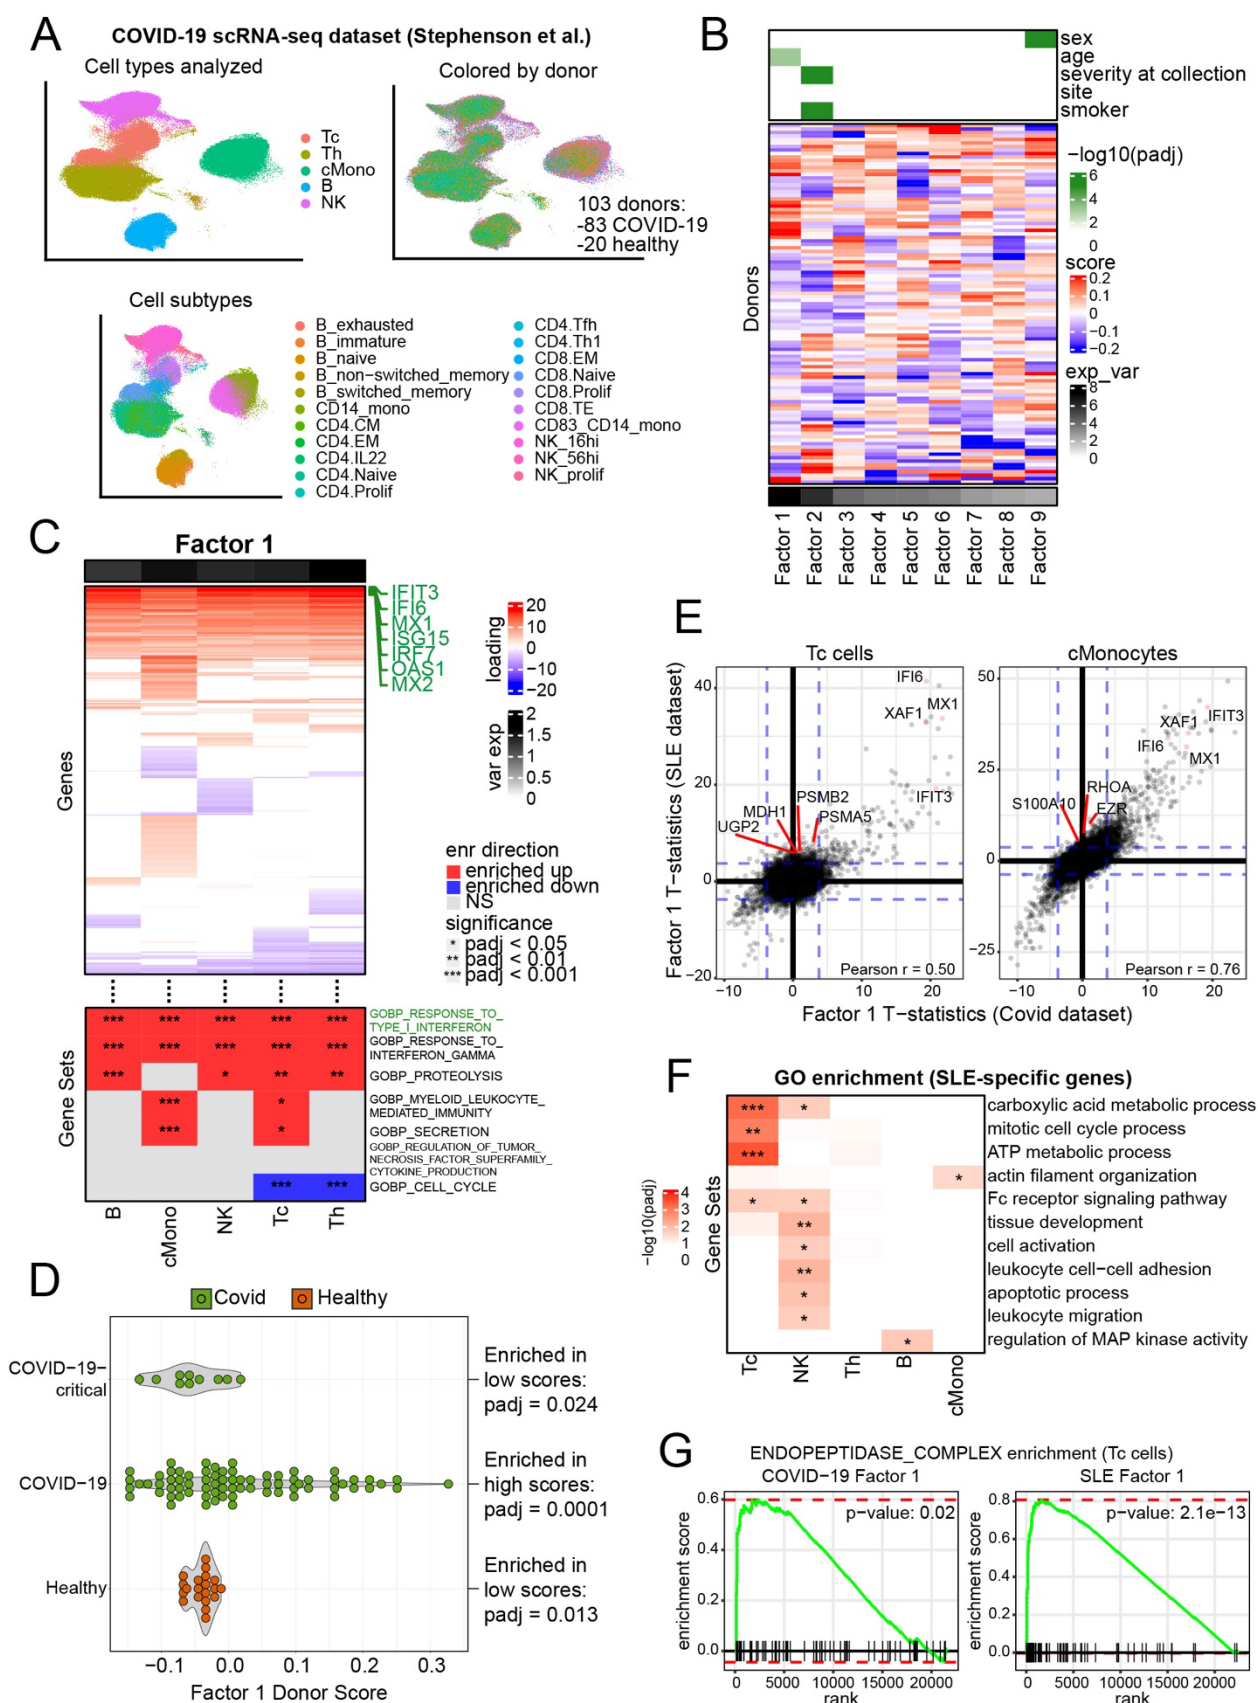 A
COVID-19 scRNA-seq dataset (Stephenson et al.)
Cell types analyzed
Tc
Th
cMono
B
NK
Colored by donor
103 donors:
-83 COVID-19
-20 healthy
Cell subtypes
B_exhausted
B_immature
B_naive
B_non-switched_memory
B_switched_memory
CD14_mono
CD4.CM
CD4.EM
CD4.IL22
CD4.Naive
CD4.Prolif
CD4.Tfh
CD4.Th1
CD8.EM
CD8.Naive
CD8.Prolif
CD8.TE
CD83_CD14_mono
NK_16hi
NK_56hi
NK_prolif
B
sex
age
severity at collection
site
smoker
Donors
−log10(padj)
6
4
2
0
score
0.2
0.1
0
−0.1
−0.2
exp_var
8
6
4
2
0
Factor 1
Factor 2
Factor 3
Factor 4
Factor 5
Factor 6
Factor 7
Factor 8
Factor 9
C
Factor 1
Genes
IFIT3
IFI6
MX1
ISG15
IRF7
OAS1
MX2
loading
20
10
0
−10
−20
var exp
2
1.5
1
0.5
0
enr direction
enriched up
enriched down
NS
significance
* padj < 0.05
** padj < 0.01
*** padj < 0.001
Gene Sets
*** *** *** *** ***
GOBP_RESPONSE_TO_
TYPE_I_INTERFERON
*** *** *** *** ***
GOBP_RESPONSE_TO_
INTERFERON_GAMMA
*** * ** **
GOBP_PROTEOLYSIS
*** *
GOBP_MYELOID_LEUKOCYTE_
MEDIATED_IMMUNITY
*** *
GOBP_SECRETION
GOBP_REGULATION_OF_TUMOR_
NECROSIS_FACTOR_SUPERFAMILY_
CYTOKINE_PRODUCTION
*** ***
GOBP_CELL_CYCLE
B
cMono
NK
Tc
Th
D
Covid
Healthy
COVID−19−
critical
Enriched in
low scores:
padj = 0.024
COVID−19
Enriched in
high scores:
padj = 0.0001
Healthy
Enriched in
low scores:
padj = 0.013
−0.1 0.0 0.1 0.2 0.3
Factor 1 Donor Score
E
Tc cells
cMonocytes
Factor 1 T−statistics (SLE dataset)
40
20
0
−20
IFI6
XAF1
MX1
IFIT3
PSMB2
MDH1
PSMA5
UGP2
Pearson r = 0.50
−10 0 10 20
50
25
0
−25
XAF1
IFIT3
IFI6
MX1
RHOA
S100A10
EZR
Pearson r = 0.76
−10 0 10 20
Factor 1 T−statistics (Covid dataset)
F
GO enrichment (SLE-specific genes)
−log10(padj)
4
3
2
1
0
Gene Sets
*** *
carboxylic acid metabolic process
**
mitotic cell cycle process
***
ATP metabolic process
*
actin filament organization
* *
Fc receptor signaling pathway
**
tissue development
*
cell activation
**
leukocyte cell−cell adhesion
*
apoptotic process
*
leukocyte migration
*
regulation of MAP kinase activity
Tc
NK
Th
B
cMono
G
ENDOPEPTIDASE_COMPLEX enrichment (Tc cells)
COVID-19 Factor 1
SLE Factor 1
enrichment score
0.6
0.4
0.2
0.0
p-value: 0.02
0 5000 10000 15000 20000
rank
enrichment score
0.8
0.6
0.4
0.2
0.0
p-value: 2.1e-13
0 5000 10000 15000 20000
rank